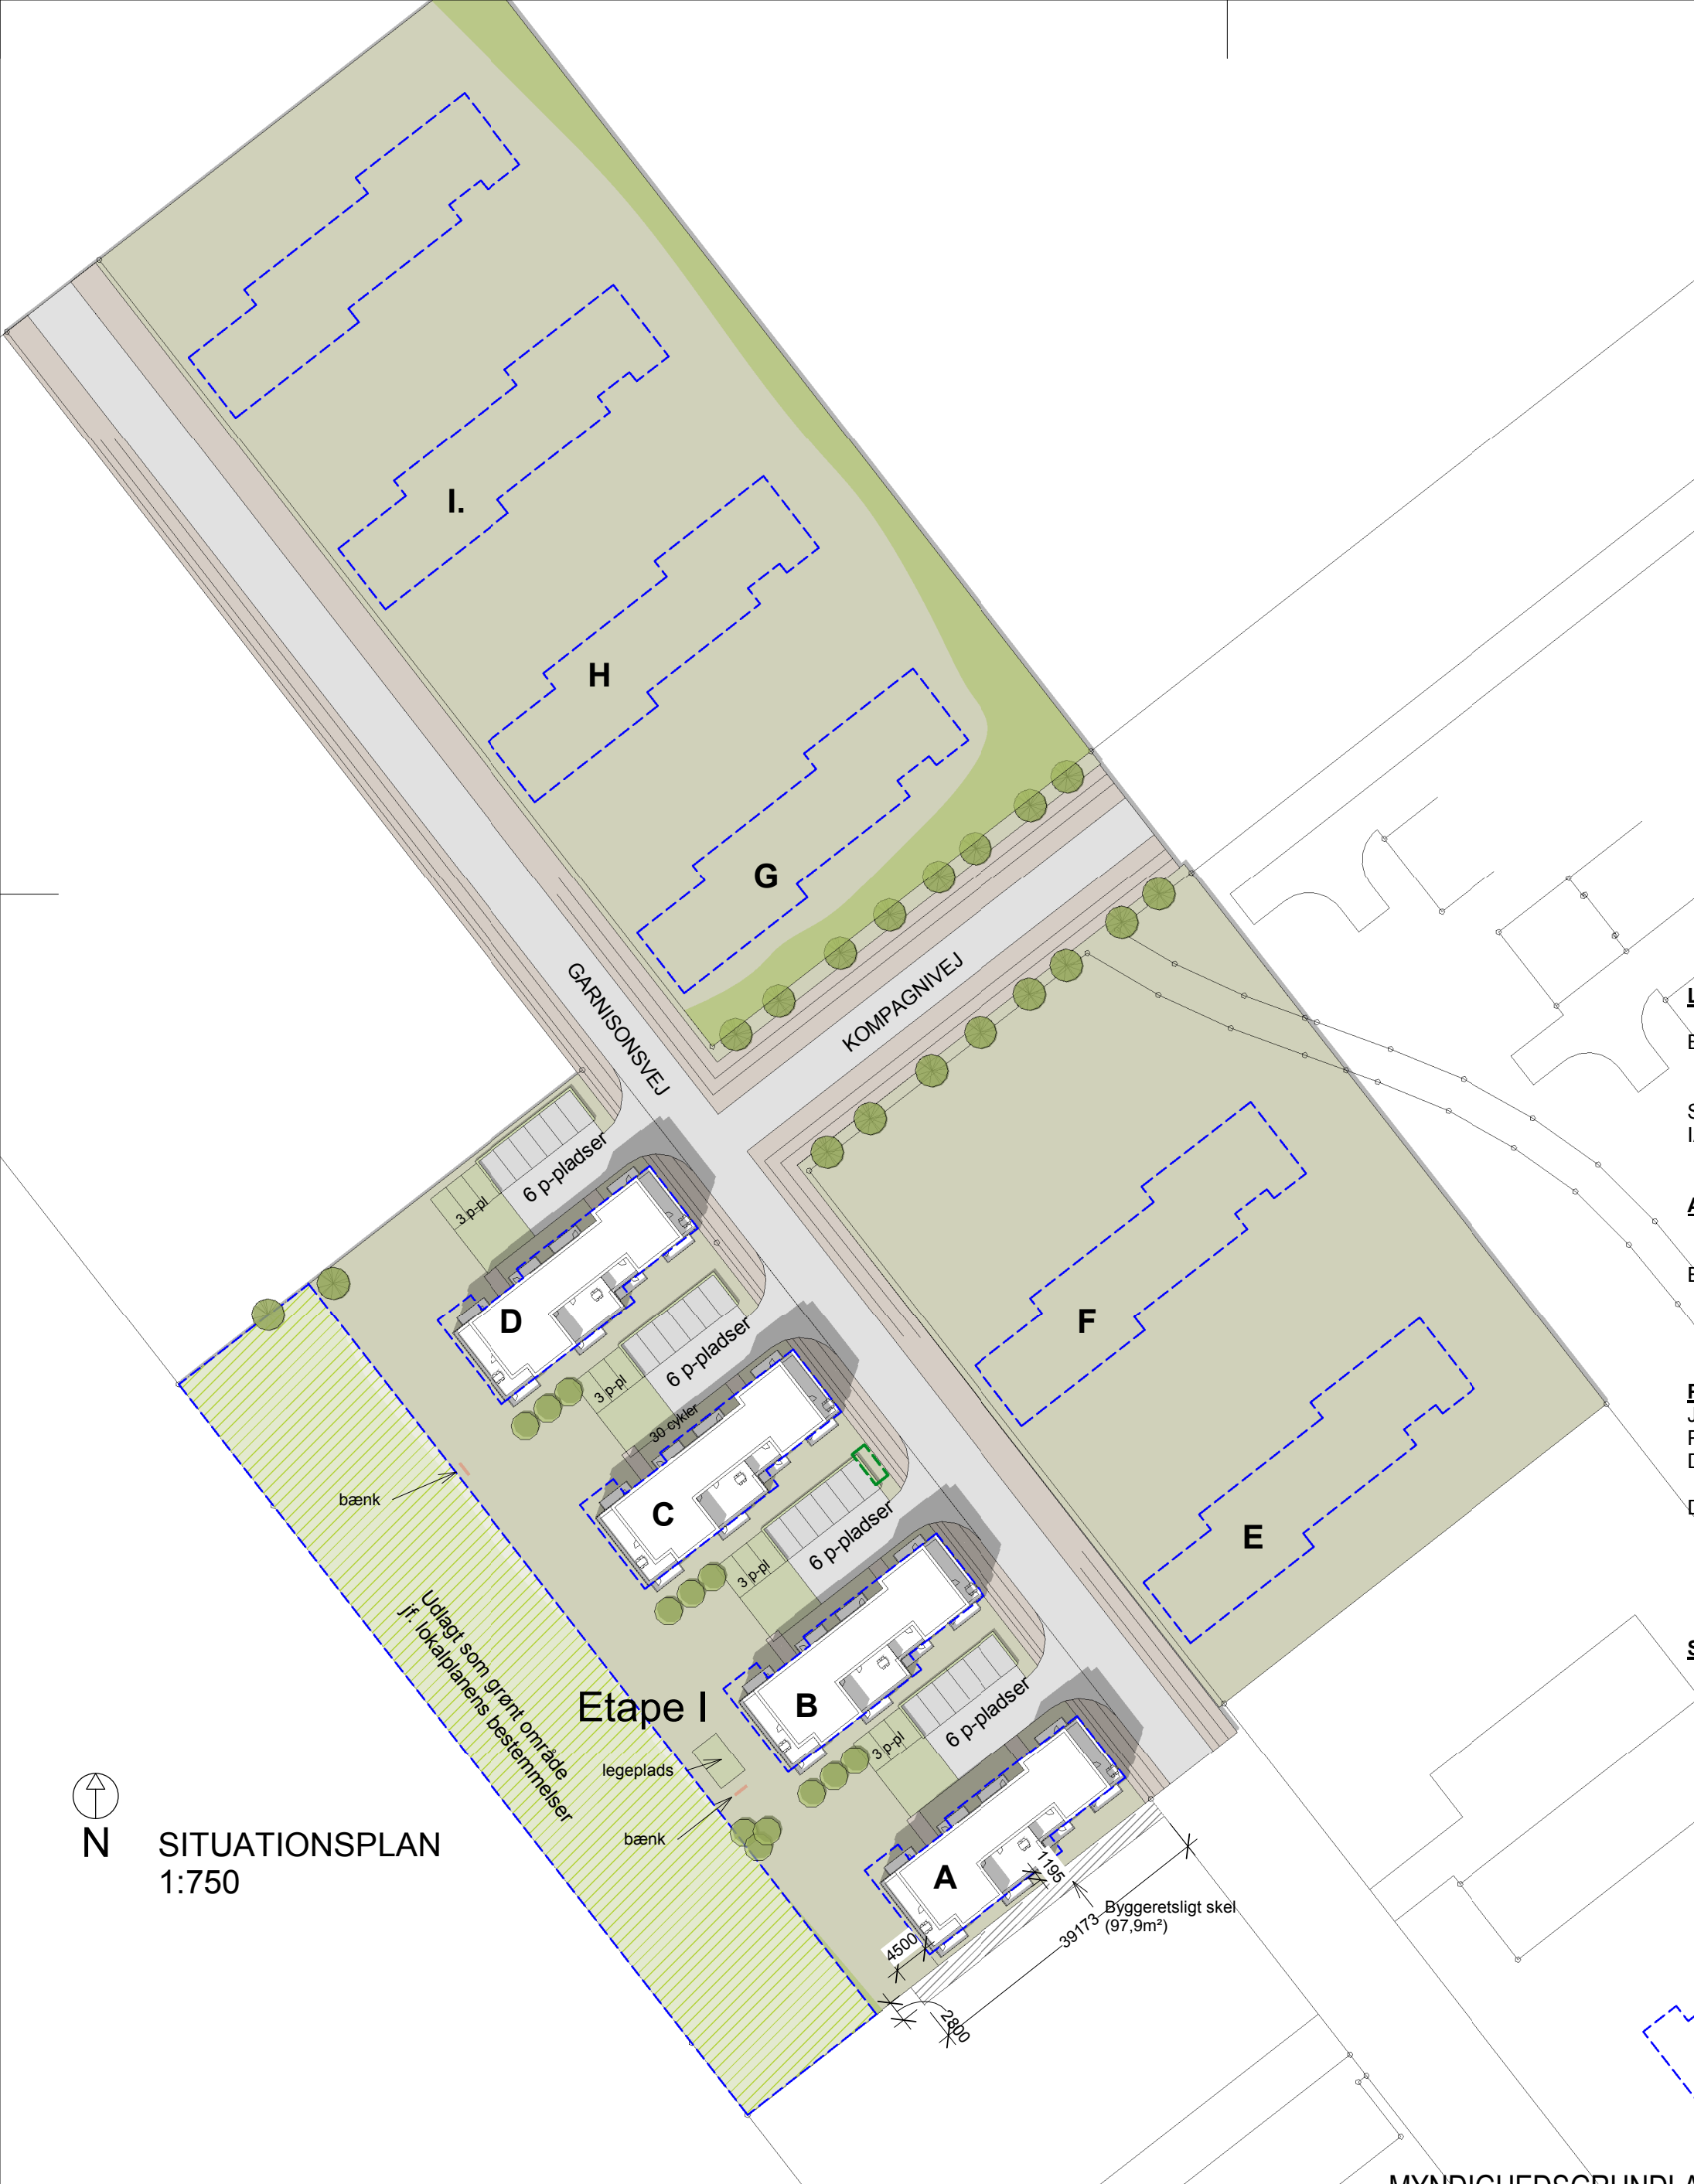 I.
H
G
GARNISONSVEJ
KOMPAGNIVEJ
6 p-pladser
3 p-pl
D
6 p-pladser
3 p-pl
30 cykler
F
C
6 p-pladser
3 p-pl
E
bænk
Udlagt som grønt område
jf. lokalplanens bestemmelser
Etape I
B
6 p-pladser
3 p-pl
legeplads
bænk
A
1195
Byggeretsligt skel
(97,9m²)
39173
4500
2800
N
SITUATIONSPLAN
1:750